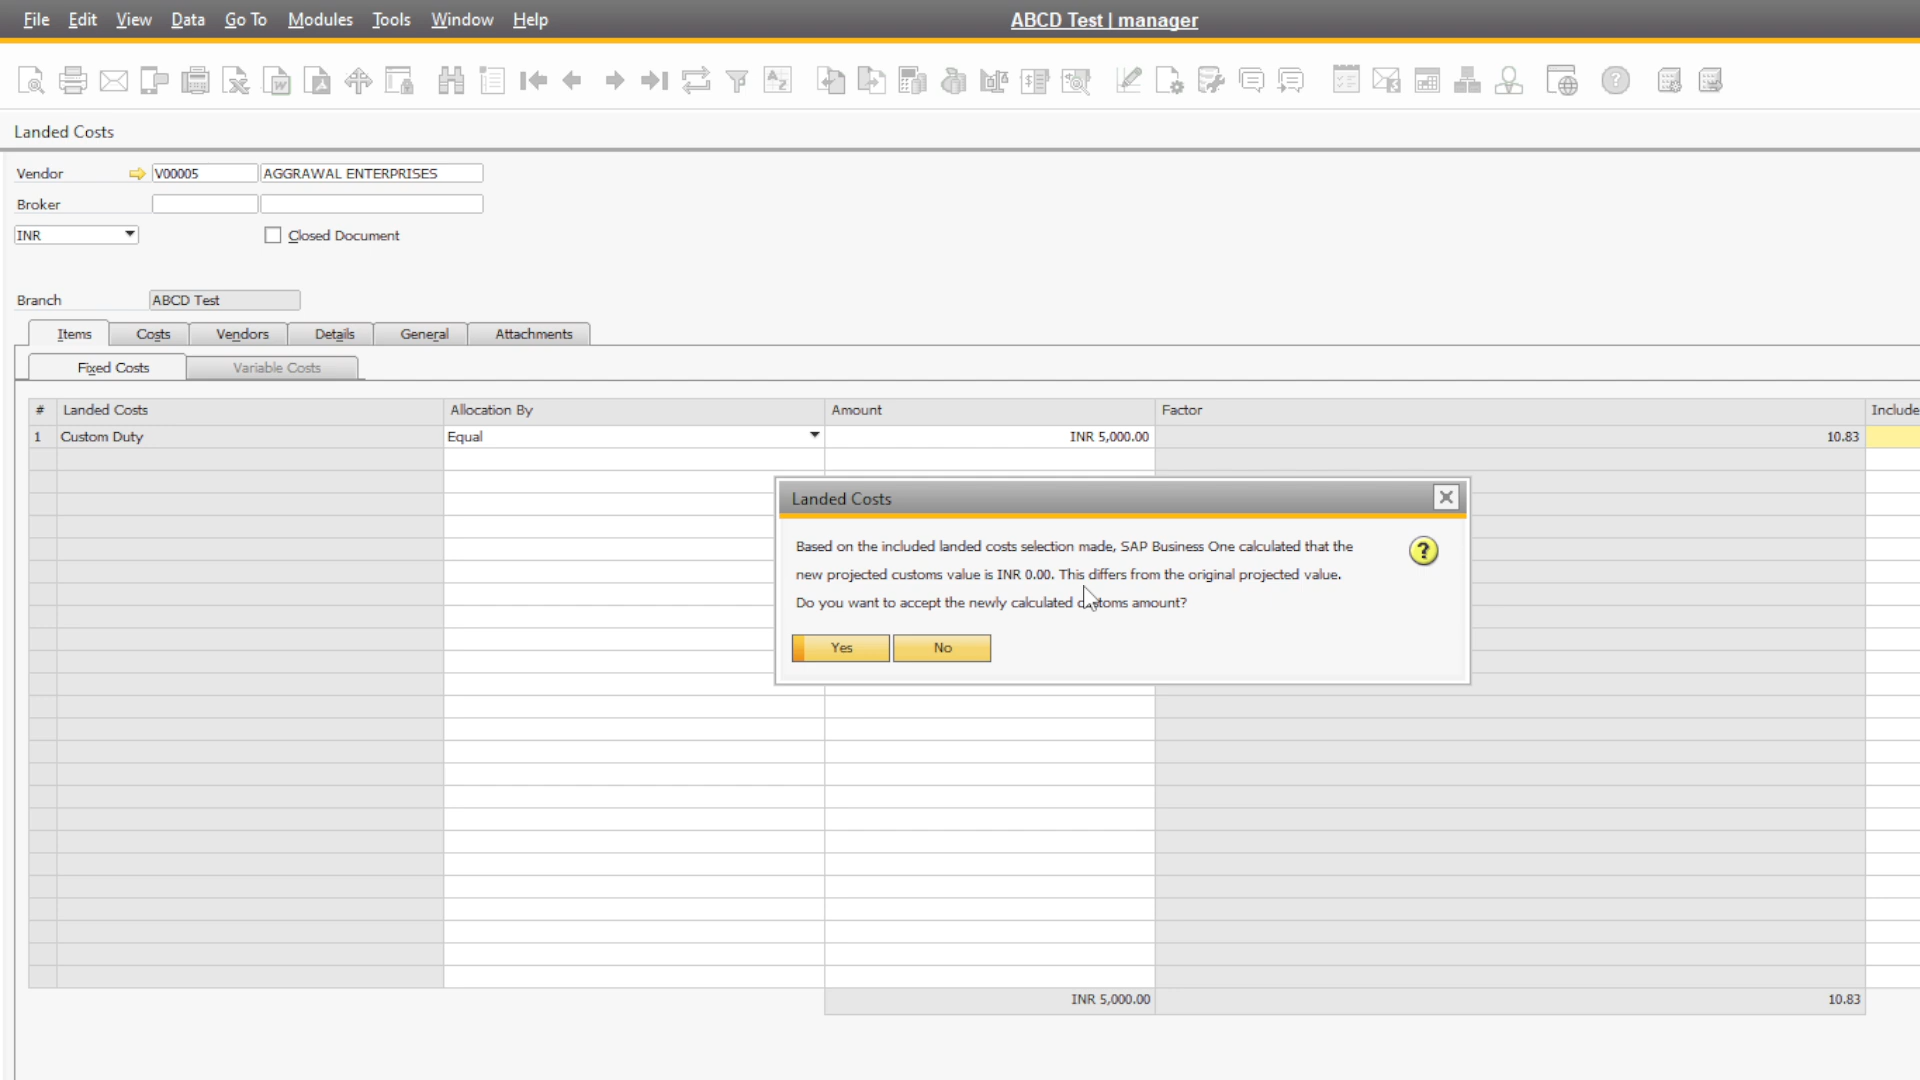 File Edit View Data Go To Modules Tools Window Help ABCD Test | manager
Landed Costs
Vendor V00005 AGGRAWAL ENTERPRISES
Broker
INR Closed Document
Branch ABCD Test
Items Costs Vendors Details General Attachments
Fixed Costs Variable Costs
# Landed Costs Allocation By Amount Factor Include
1 Custom Duty Equal INR 5,000.00 10.83
Landed Costs
Based on the included landed costs selection made, SAP Business One calculated that the
new projected customs value is INR 0.00. This differs from the original projected value.
Do you want to accept the newly calculated customs amount?
Yes No
INR 5,000.00 10.83